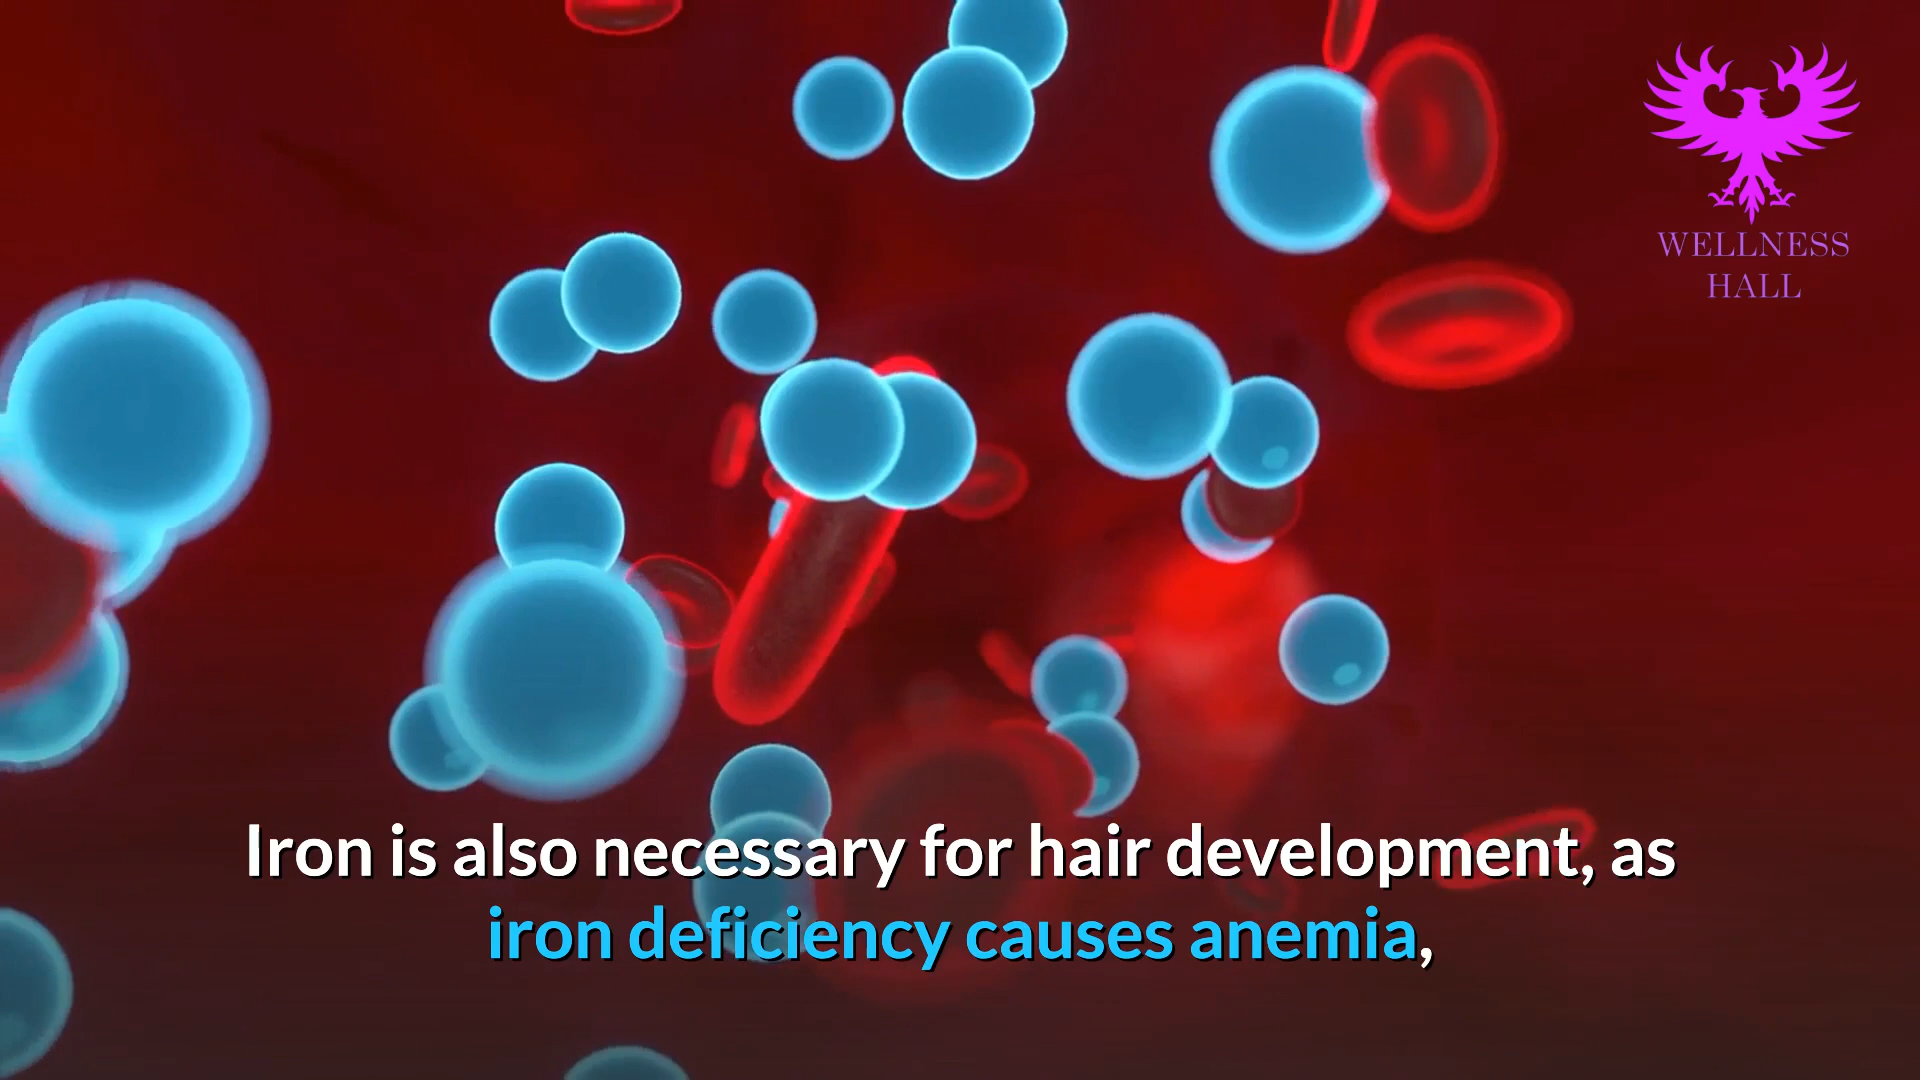 WELLNESS
HALL
Iron is also necessary for hair development, as
iron deficiency causes anemia,